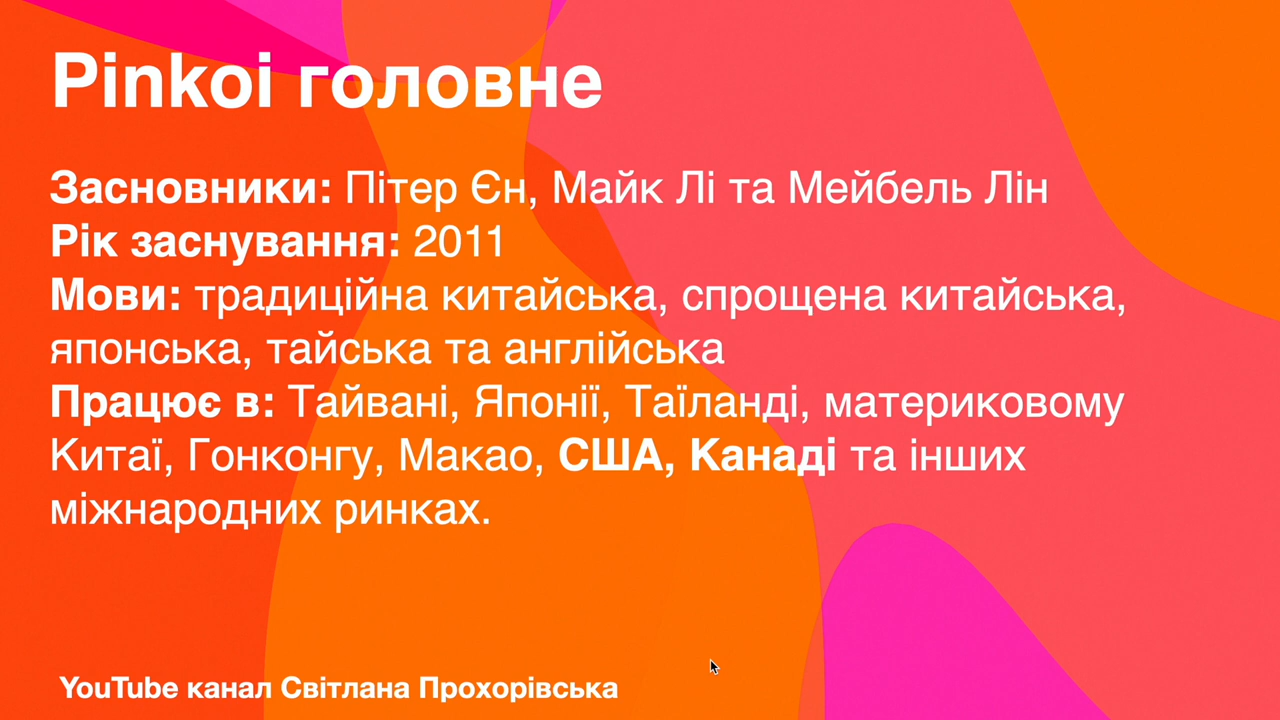 Pinkoi головне
Засновники: Пітер Єн, Майк Лі та Мейбель Лін
Рік заснування: 2011
Мови: традиційна китайська, спрощена китайська,
японська, тайська та англійська
Працює в: Тайвані, Японії, Таїланді, материковому
Китаї, Гонконгу, Макао, США, Канаді та інших
міжнародних ринках.
YouTube канал Світлана Прохорівська